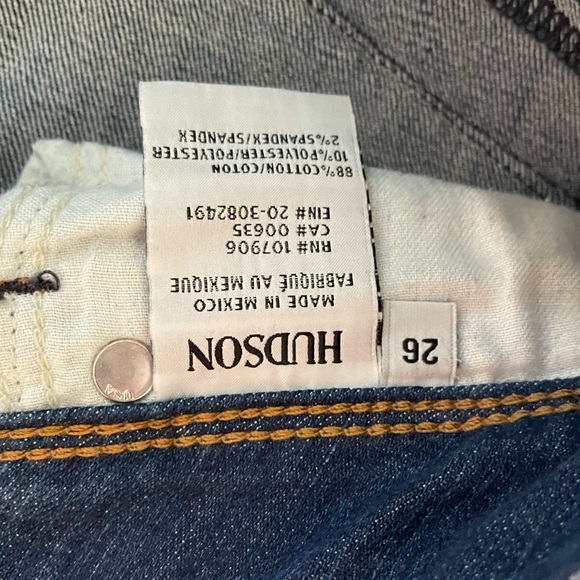 HUDSON
MADE IN MEXICO
FABRIQUÉ AU MEXIQUE
RN# 107906
CA# 00635
EIN# 20-3082491
88% COTTON/COTON
10% POLYESTER/POLYESTER
2% SPANDEX/SPANDEX
26